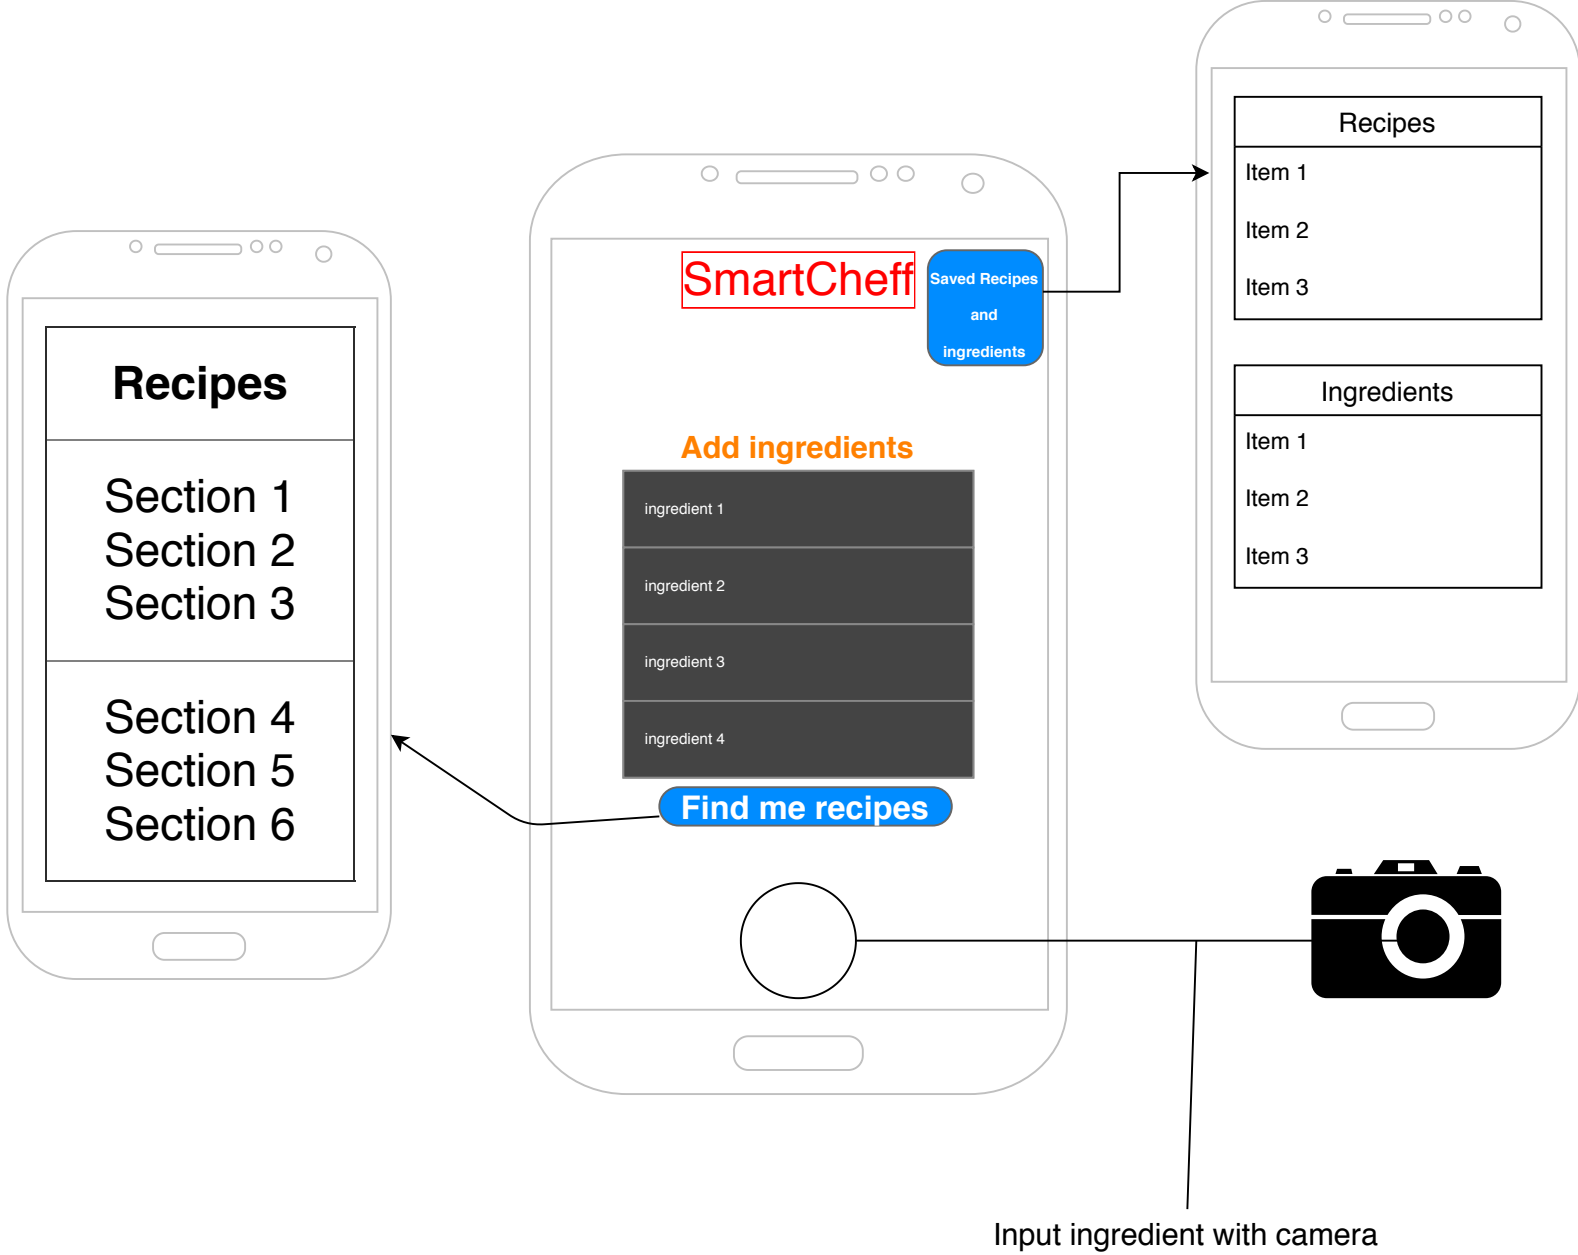 Recipes
Section 1
Section 2
Section 3
Section 4
Section 5
Section 6
SmartCheff
Saved Recipes
and
ingredients
Add ingredients
ingredient 1
ingredient 2
ingredient 3
ingredient 4
Find me recipes
Recipes
Item 1
Item 2
Item 3
Ingredients
Item 1
Item 2
Item 3
Input ingredient with camera